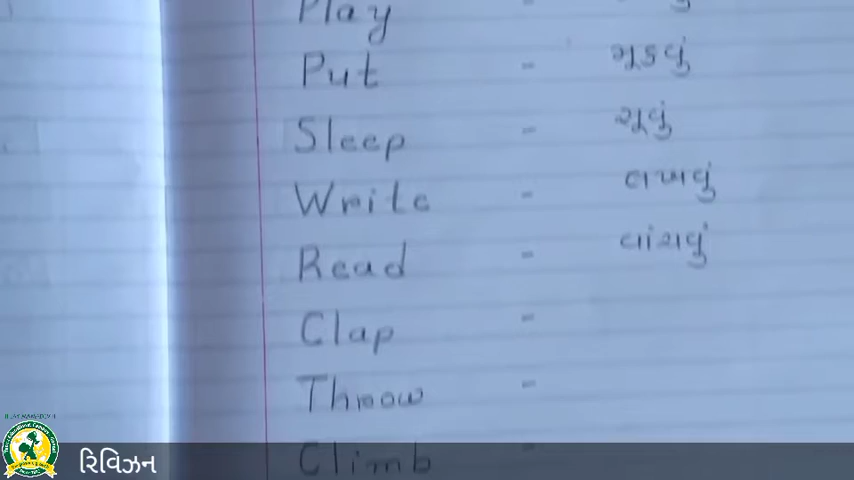 Play -
Put - મૂકવું
Sleep - સૂવું
Write - લખવું
Read - વાંચવું
Clap -
Throw -
Climb -
રિવિઝન